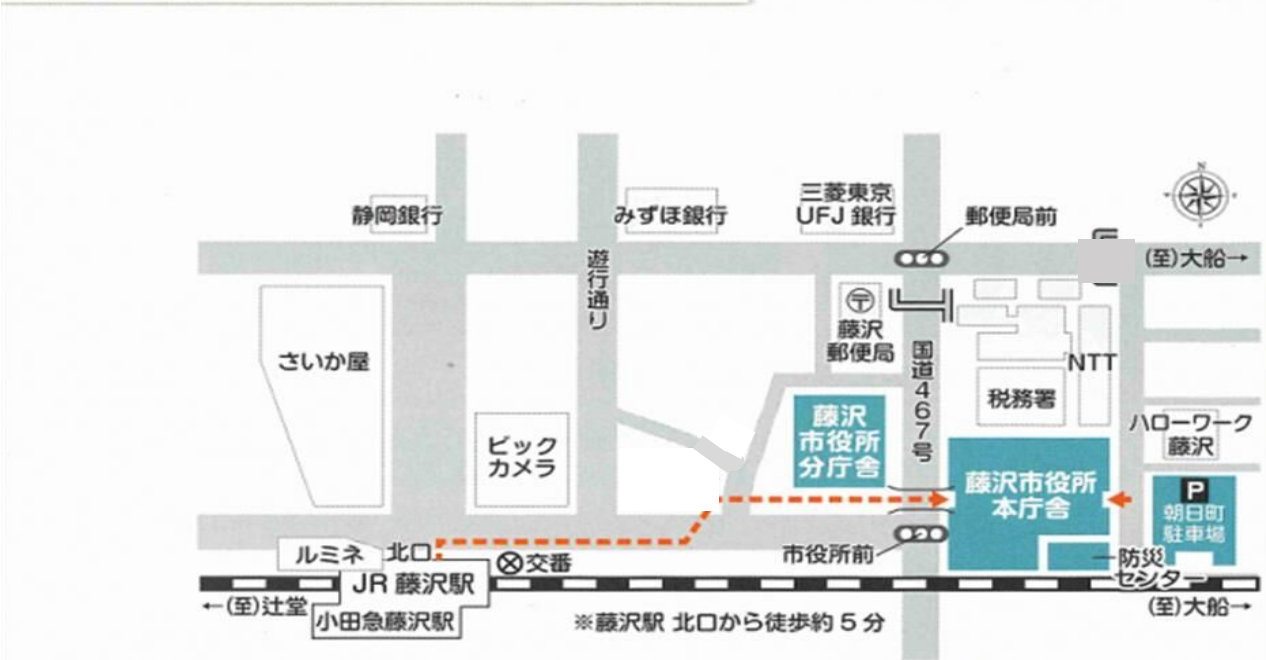 N
三菱東京
UFJ 銀行
静岡銀行
みずほ銀行
郵便局前
(至)大船→
遊行通り
〒
藤沢
郵便局
国道467号
さいか屋
NTT
税務署
藤沢
市役所
分庁舎
ハローワーク
藤沢
ビック
カメラ
藤沢市役所
本庁舎
P
朝日町
駐車場
ルミネ
北口
交番
市役所前
防災
センター
JR 藤沢駅
←(至)辻堂
小田急藤沢駅
※藤沢駅 北口から徒歩約5分
(至)大船→